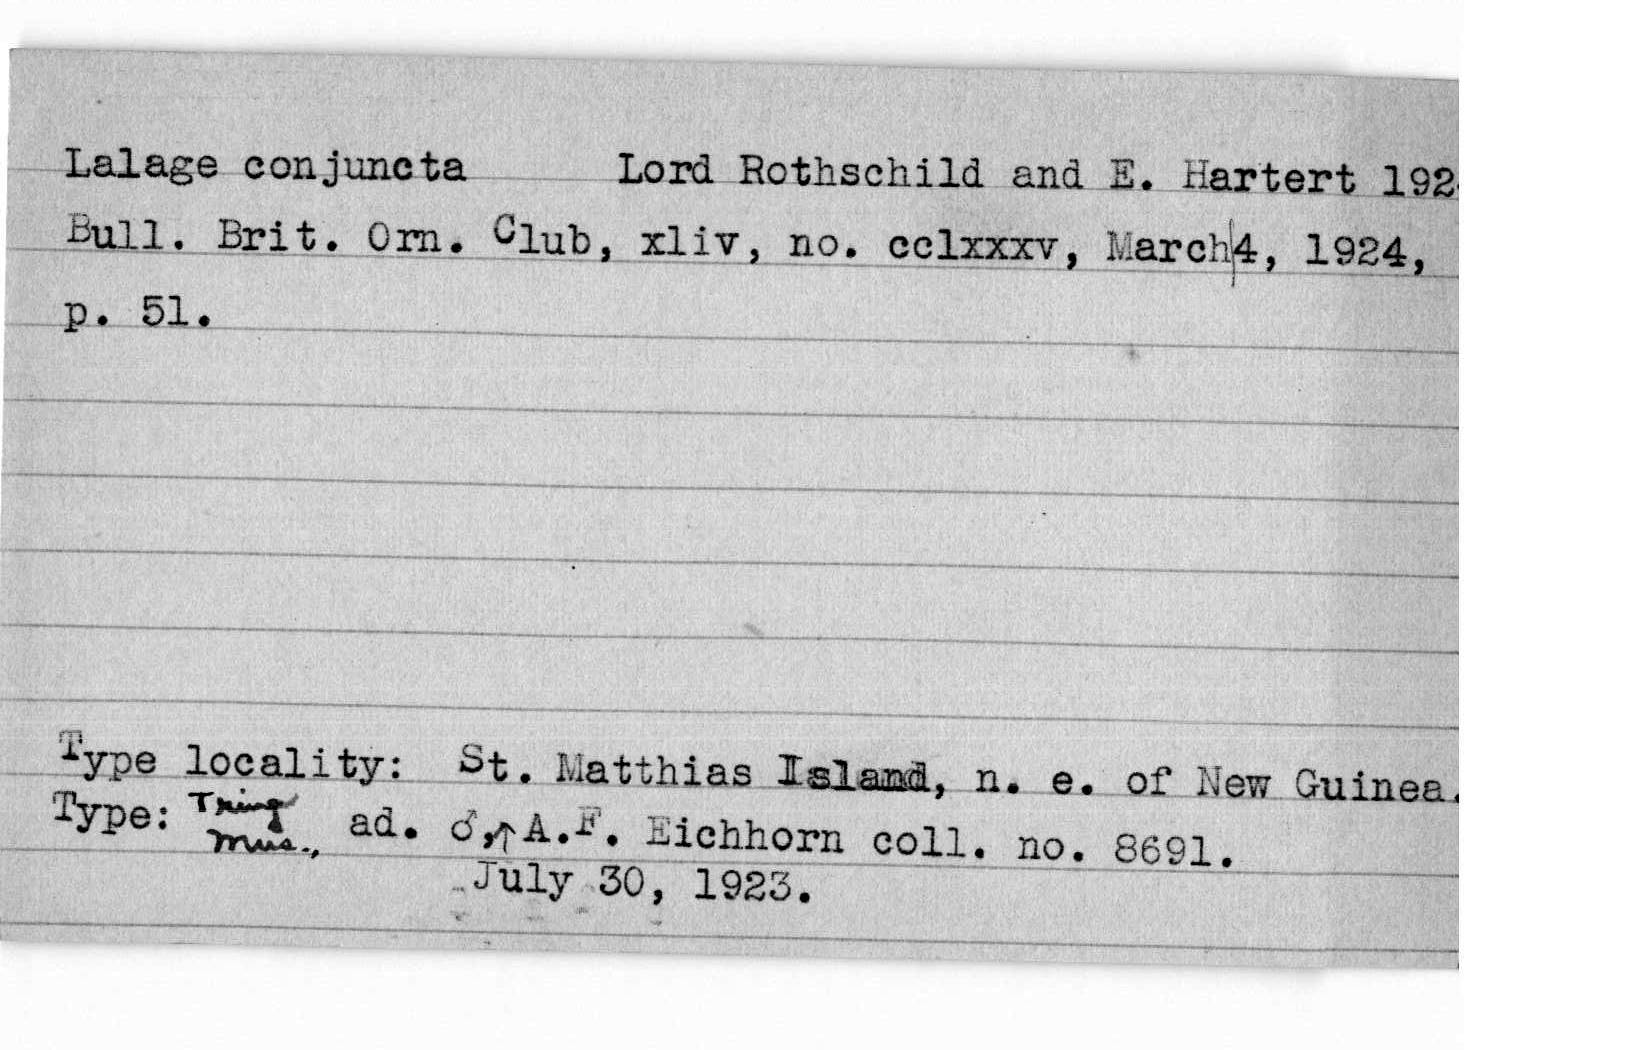 Lalage conjuncta Lord Rothschild and E. Hartert 192
Bull. Brit. Orn. Club, xliv, no. cclxxxv, March 4, 1924,
p. 51.
Type locality: St. Matthias Island, n. e. of New Guinea.
Type: Tring Mus., ad. ♂, ↑ A.F. Eichhorn coll. no. 8691.
July 30, 1923.